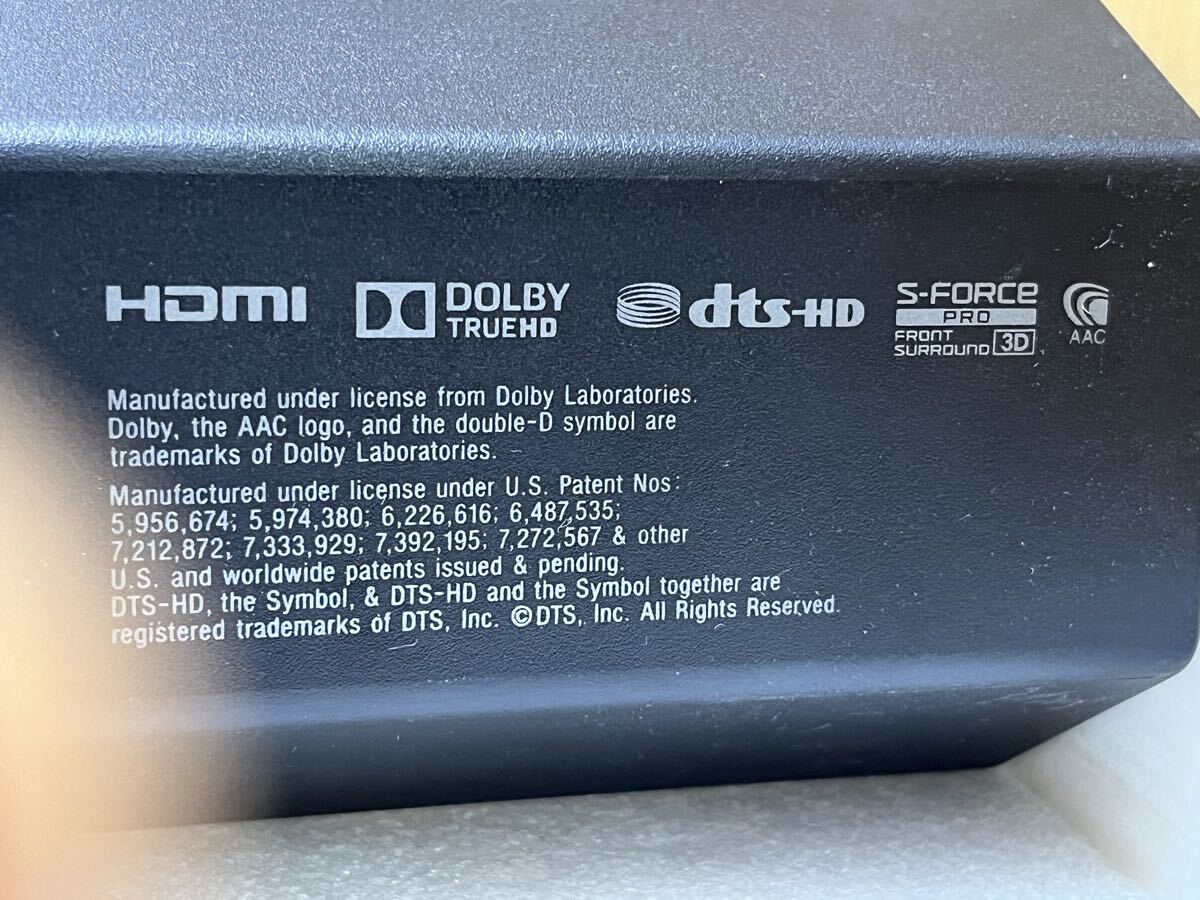 HDMI
DOLBY
TRUEHD
dts-HD
S-FORCE
PRO
FRONT
SURROUND 3D
AAC
Manufactured under license from Dolby Laboratories.
Dolby, the AAC logo, and the double-D symbol are
trademarks of Dolby Laboratories.
Manufactured under license under U.S. Patent Nos:
5,956,674; 5,974,380; 6,226,616; 6,487,535;
7,212,872; 7,333,929; 7,392,195; 7,272,567 & other
U.S. and worldwide patents issued & pending.
DTS-HD, the Symbol, & DTS-HD and the Symbol together are
registered trademarks of DTS, Inc. ©DTS, Inc. All Rights Reserved.